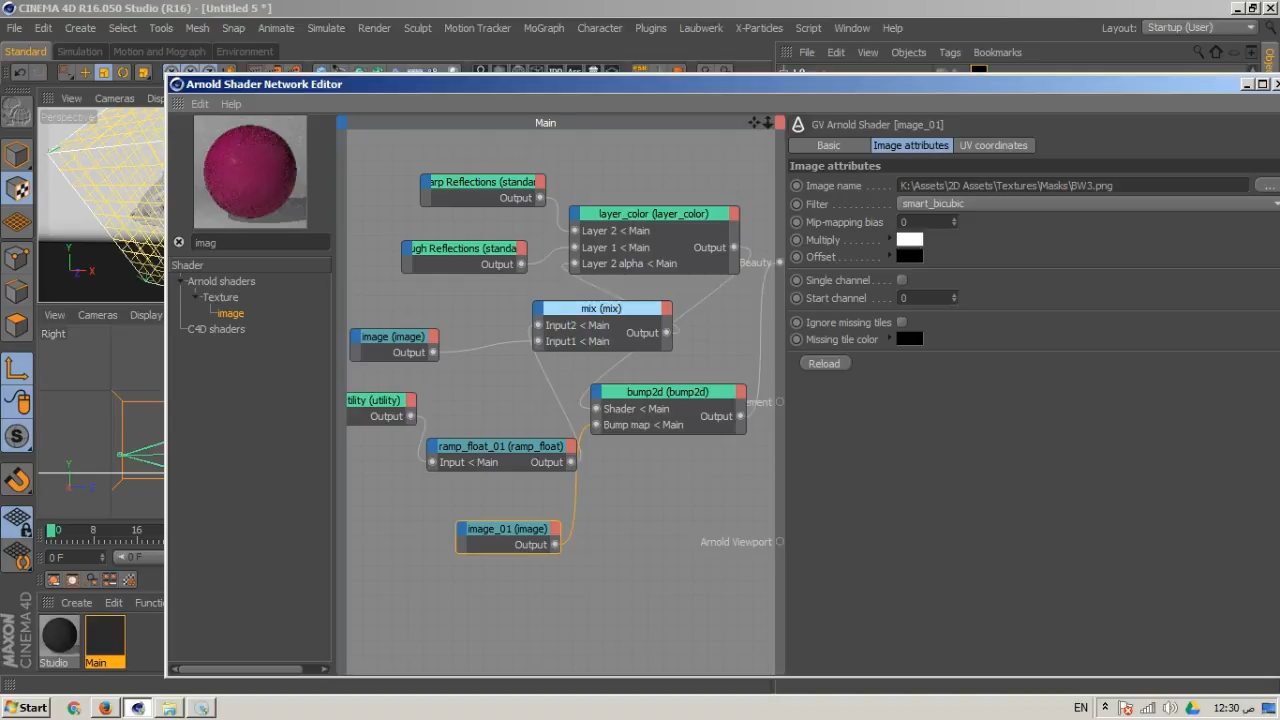 CINEMA 4D R16.050 Studio (R16) - [Untitled 5 *]
File Edit Create Select Tools Mesh Snap Animate Simulate Render Sculpt Motion Tracker MoGraph Character Plugins Laubwerk X-Particles Script Window Help
Layout: Startup (User)
Standard Simulation Motion and Mograph Environment
File Edit View Objects Tags Bookmarks
Arnold Shader Network Editor
View Cameras
Edit Help
Perspective
Main
GV Arnold Shader [image_01]
Basic Image attributes UV coordinates
Image attributes
Image name K:\Assets\2D Assets\Textures\Masks\BW3.png ...
Filter smart_bicubic
Mip-mapping bias 0
Multiply
Offset
Single channel
Start channel 0
Ignore missing tiles
Missing tile color
Reload
imag
Shader
Arnold shaders
Texture
image
C4D shaders
arp Reflections (standar
Output
layer_color (layer_color)
Layer 2 < Main
Layer 1 < Main Output
Layer 2 alpha < Main
ugh Reflections (standa
Output
Beauty
mix (mix)
Input2 < Main
Input1 < Main Output
image (image)
Output
tility (utility)
Output
bump2d (bump2d)
Shader < Main
Bump map < Main Output
ement
ramp_float_01 (ramp_float)
Input < Main Output
image_01 (image)
Output
Arnold Viewport
View Cameras Display
Right
Y
X
Y
Z
0 8 16
0 F 0 F
Create Edit Functi
Studio Main
MAXON
CINEMA 4D
Start
EN
12:30 ص